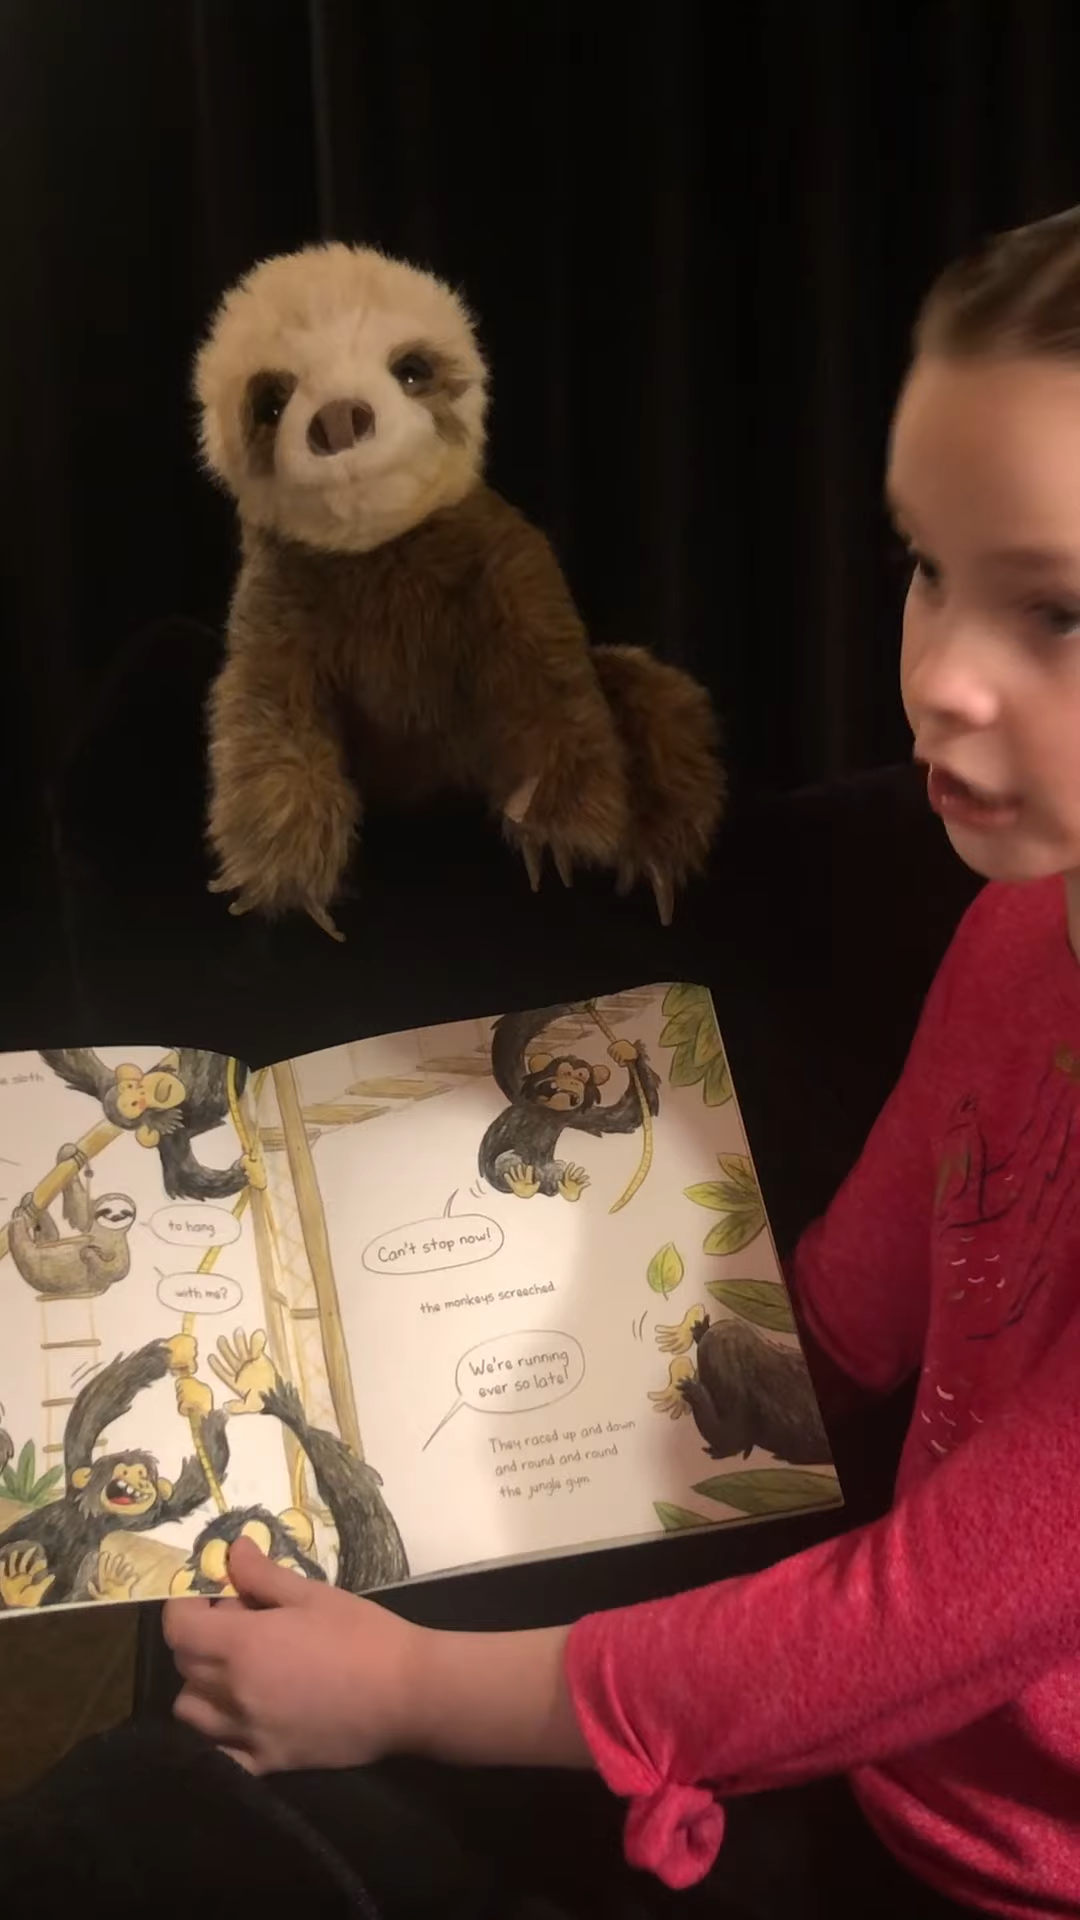 sloth
to hang
with me?
Can't stop now!
the monkeys screeched
We're running
ever so late!
They raced up and down
and round and round
the jungle gym